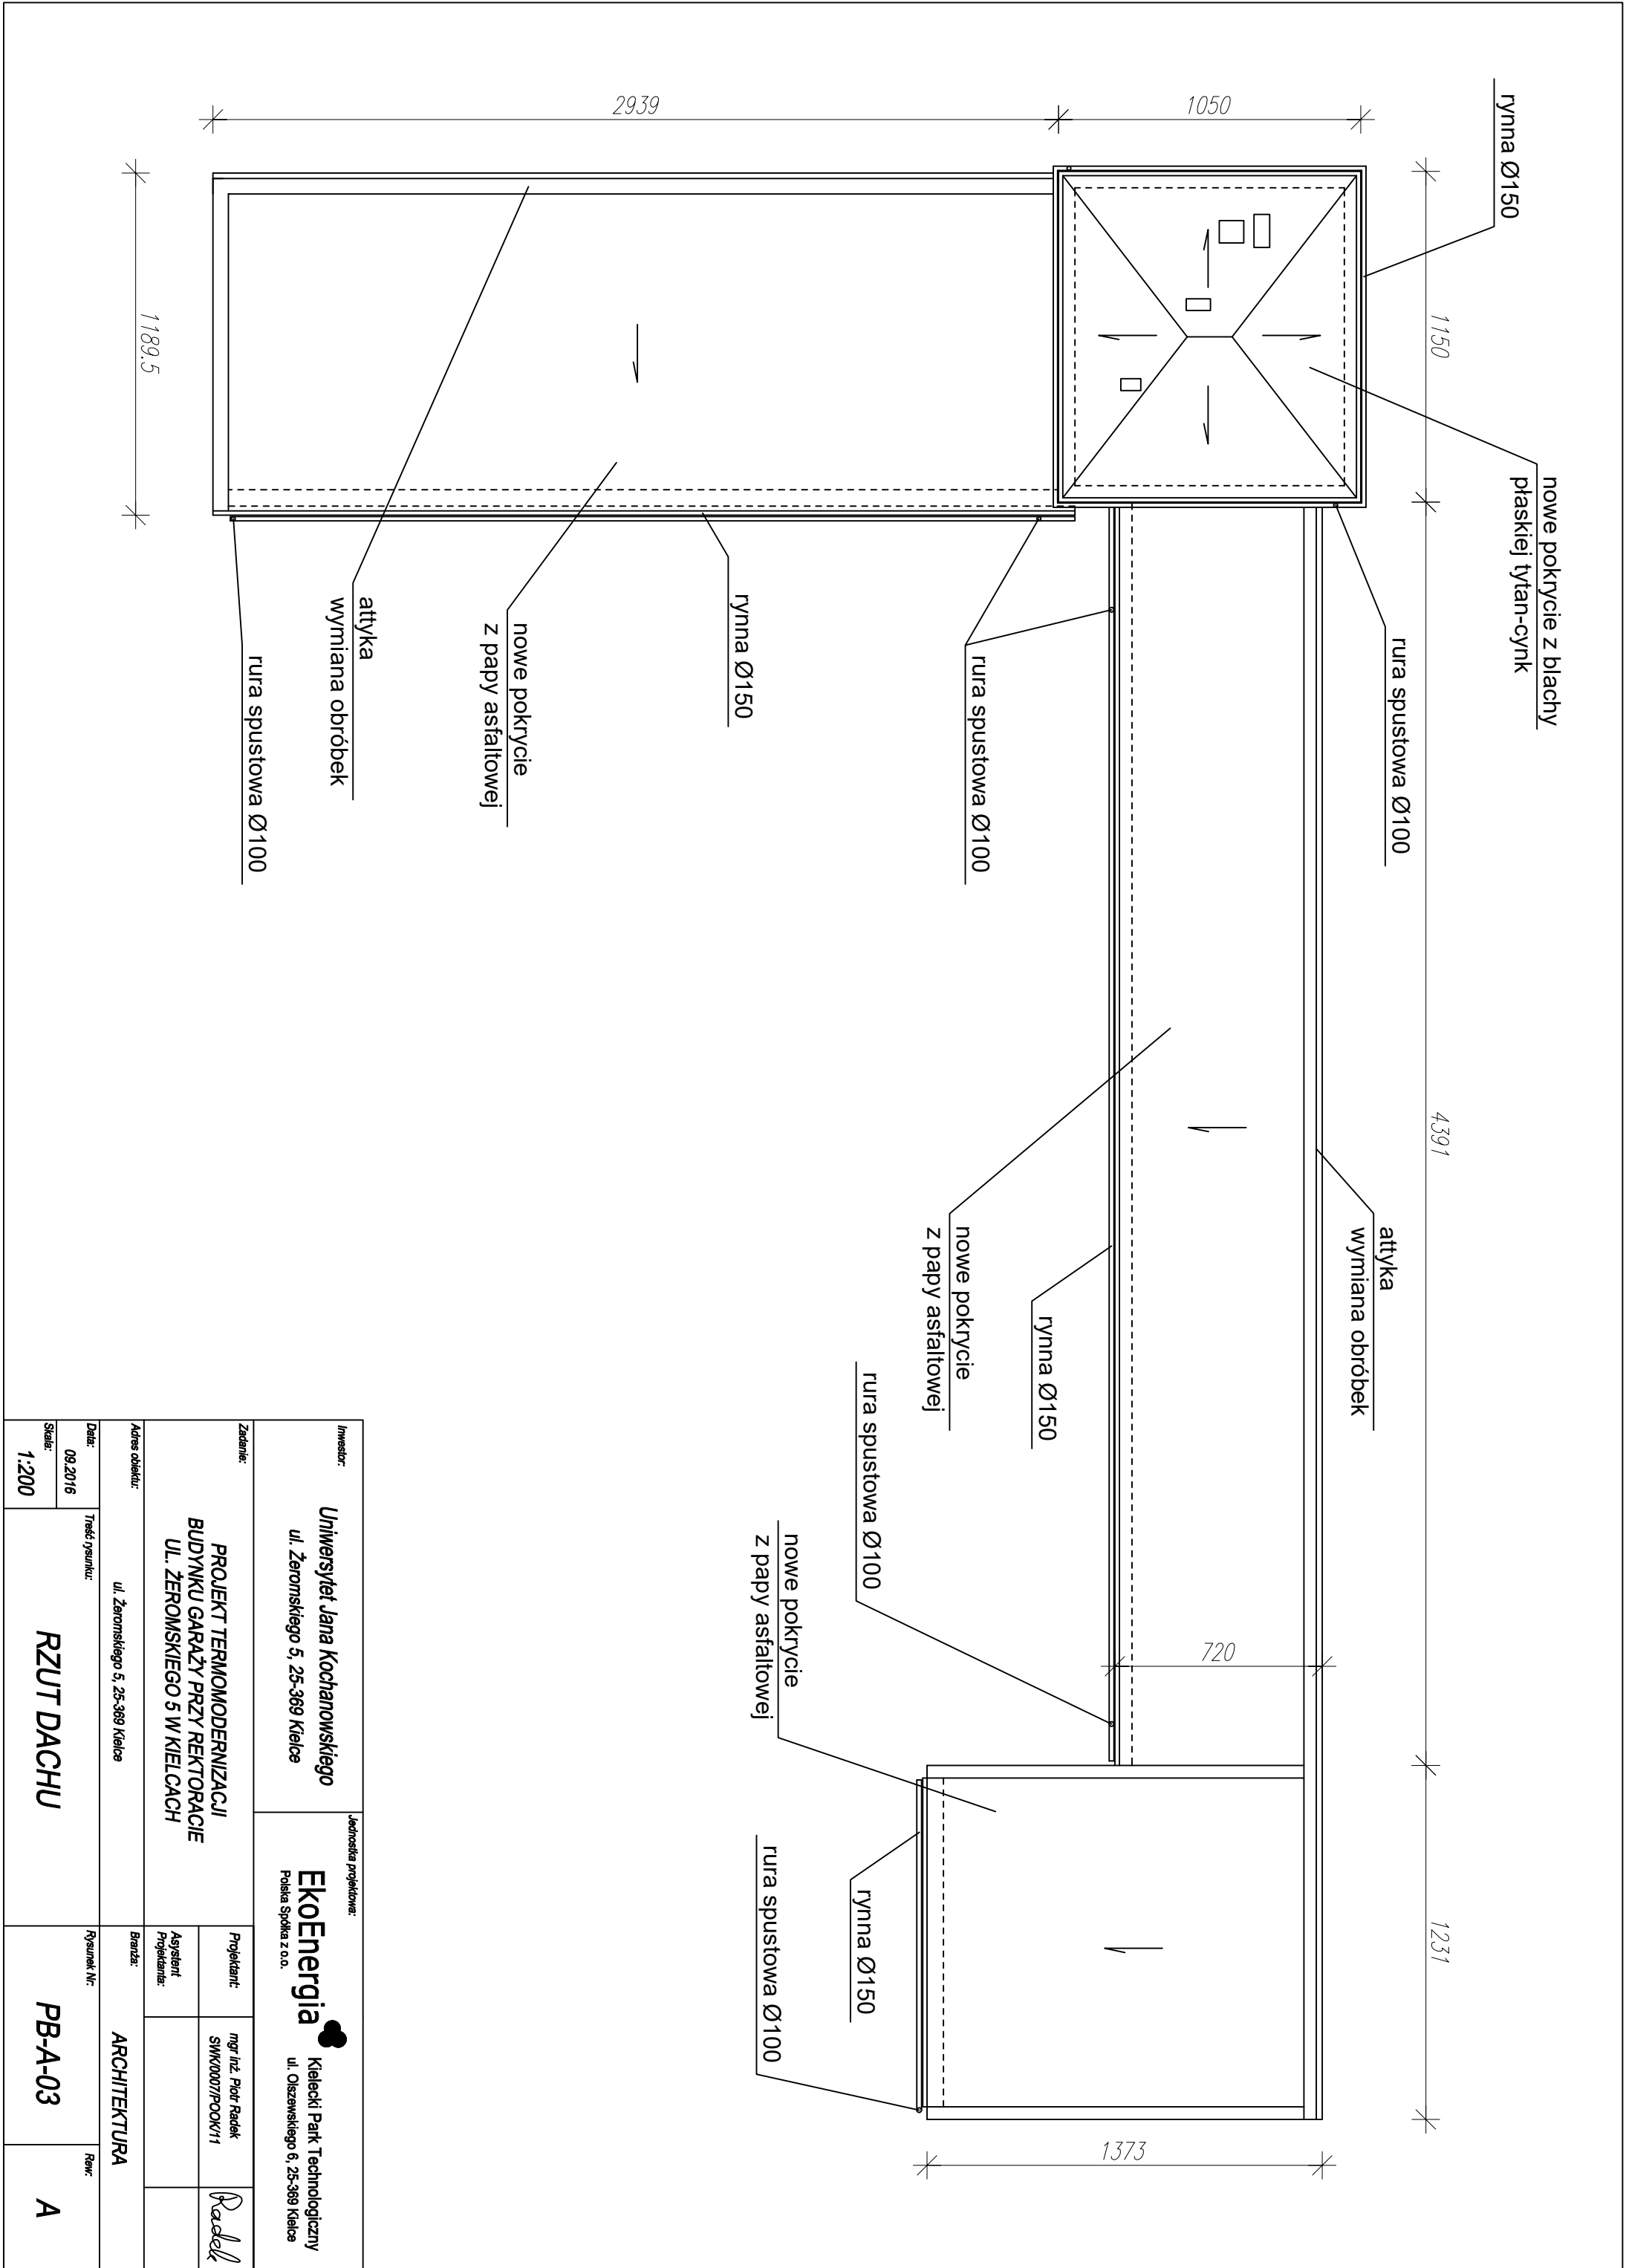 rynna Ø150
nowe pokrycie z blachy
płaskiej tytan-cynk
rura spustowa Ø100
1150
4391
1231
1050
2939
1189.5
attyka
wymiana obróbek
720
1373
rura spustowa Ø100
rynna Ø150
nowe pokrycie
z papy asfaltowej
attyka
wymiana obróbek
rura spustowa Ø100
nowe pokrycie
z papy asfaltowej
rynna Ø150
rura spustowa Ø100
nowe pokrycie
z papy asfaltowej
rynna Ø150
rura spustowa Ø100
Inwestor:
Uniwersytet Jana Kochanowskiego
ul. Żeromskiego 5, 25-369 Kielce
Jednostka projektowa:
EkoEnergia
Polska Spółka z o.o.
Kielecki Park Technologiczny
ul. Olszewskiego 6, 25-369 Kielce
Zadanie:
PROJEKT TERMOMODERNIZACJI
BUDYNKU GARAŻY PRZY REKTORACIE
UL. ŻEROMSKIEGO 5 W KIELCACH
Projektant:
mgr inż. Piotr Radek
SWK/0007/POOK/11
Radek
Asystent
Projektanta:
Adres obiektu:
ul. Żeromskiego 5, 25-369 Kielce
Branża:
ARCHITEKTURA
Data:
09.2016
Skala:
1:200
Treść rysunku:
RZUT DACHU
Rysunek Nr:
PB-A-03
Rew:
A